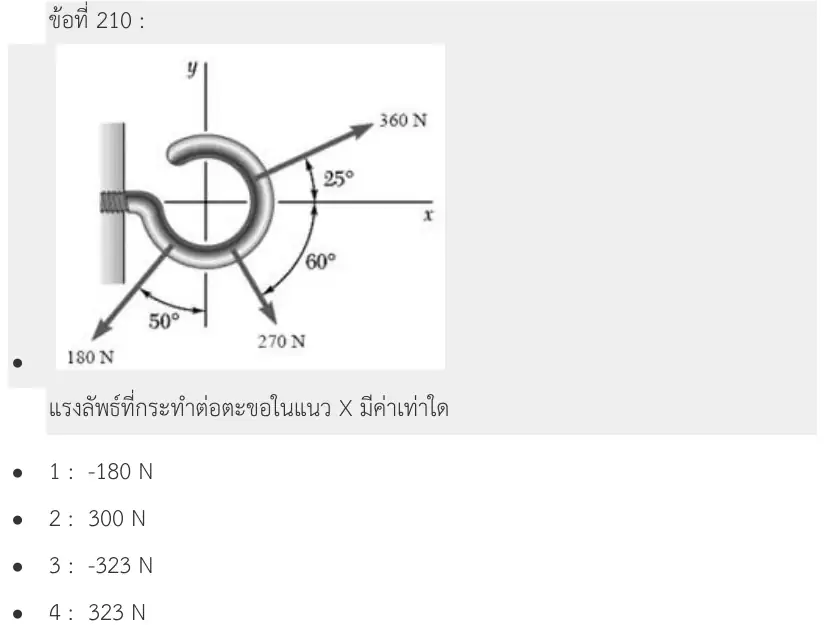 ข้อที่ 210 :
y
360 N
25°
x
60°
50°
270 N
180 N
แรงลัพธ์ที่กระทำต่อตะขอในแนว X มีค่าเท่าใด
1 : -180 N
2 : 300 N
3 : -323 N
4 : 323 N